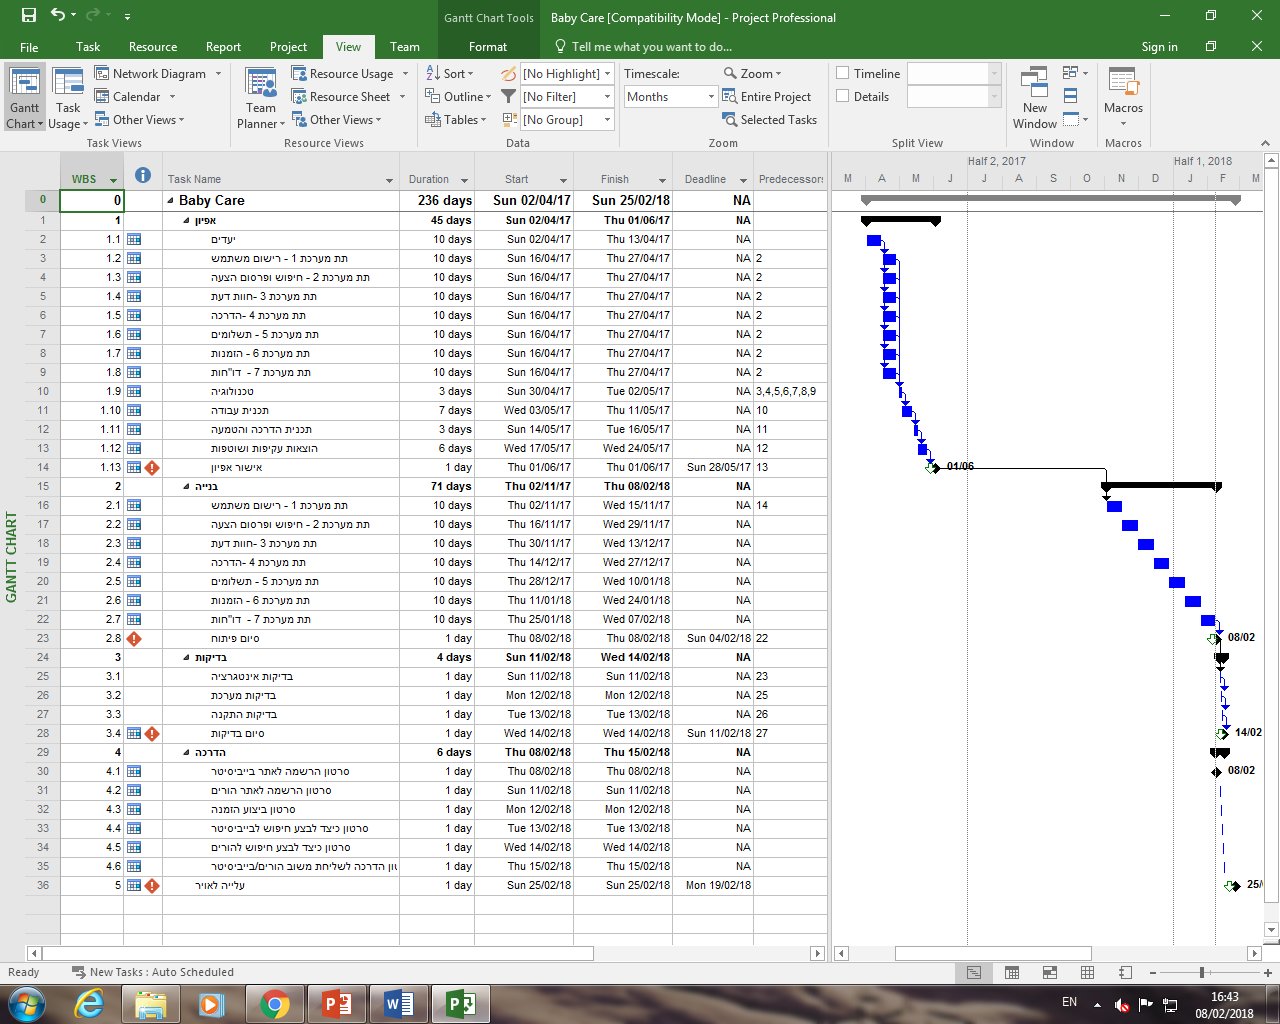 Gantt Chart Tools Baby Care [Compatibility Mode] - Project Professional
File Task Resource Report Project View Team Format Tell me what you want to do... Sign in
Network Diagram Resource Usage Sort [No Highlight] Timescale: Zoom Timeline
Calendar Resource Sheet Outline [No Filter] Months Entire Project Details
Gantt Chart Task Usage Other Views Team Planner Other Views Tables [No Group] Selected Tasks New Window Macros
Task Views Resource Views Data Zoom Split View Window Macros
Half 2, 2017 Half 1, 2018
WBS Task Name Duration Start Finish Deadline Predecessors M A M J J A S O N D J F M
0 0 Baby Care 236 days Sun 02/04/17 Sun 25/02/18 NA
1 1 אפיון 45 days Sun 02/04/17 Thu 01/06/17 NA
2 1.1 יעדים 10 days Sun 02/04/17 Thu 13/04/17 NA
3 1.2 תת מערכת 1 - רישום משתמש 10 days Sun 16/04/17 Thu 27/04/17 NA 2
4 1.3 תת מערכת 2 - חיפוש ופרסום הצעה 10 days Sun 16/04/17 Thu 27/04/17 NA 2
5 1.4 תת מערכת 3 -חוות דעת 10 days Sun 16/04/17 Thu 27/04/17 NA 2
6 1.5 תת מערכת 4 -הדרכה 10 days Sun 16/04/17 Thu 27/04/17 NA 2
7 1.6 תת מערכת 5 - תשלומים 10 days Sun 16/04/17 Thu 27/04/17 NA 2
8 1.7 תת מערכת 6 - הזמנות 10 days Sun 16/04/17 Thu 27/04/17 NA 2
9 1.8 תת מערכת 7 - דו"חות 10 days Sun 16/04/17 Thu 27/04/17 NA 2
10 1.9 טכנולוגיה 3 days Sun 30/04/17 Tue 02/05/17 NA 3,4,5,6,7,8,9
11 1.10 תכנית עבודה 7 days Wed 03/05/17 Thu 11/05/17 NA 10
12 1.11 תכנית הדרכה והטמעה 3 days Sun 14/05/17 Tue 16/05/17 NA 11
13 1.12 הוצאות עקיפות ושוטפות 6 days Wed 17/05/17 Wed 24/05/17 NA 12
14 1.13 אישור אפיון 1 day Thu 01/06/17 Thu 01/06/17 Sun 28/05/17 13 01/06
15 2 בנייה 71 days Thu 02/11/17 Thu 08/02/18 NA
16 2.1 תת מערכת 1 - רישום משתמש 10 days Thu 02/11/17 Wed 15/11/17 NA 14
17 2.2 תת מערכת 2 - חיפוש ופרסום הצעה 10 days Thu 16/11/17 Wed 29/11/17 NA
18 2.3 תת מערכת 3 -חוות דעת 10 days Thu 30/11/17 Wed 13/12/17 NA
19 2.4 תת מערכת 4 -הדרכה 10 days Thu 14/12/17 Wed 27/12/17 NA
20 2.5 תת מערכת 5 - תשלומים 10 days Thu 28/12/17 Wed 10/01/18 NA
21 2.6 תת מערכת 6 - הזמנות 10 days Thu 11/01/18 Wed 24/01/18 NA
22 2.7 תת מערכת 7 - דו"חות 10 days Thu 25/01/18 Wed 07/02/18 NA
23 2.8 סיום פיתוח 1 day Thu 08/02/18 Thu 08/02/18 Sun 04/02/18 22 08/02
24 3 בדיקות 4 days Sun 11/02/18 Wed 14/02/18 NA
25 3.1 בדיקות אינטגרציה 1 day Sun 11/02/18 Sun 11/02/18 NA 23
26 3.2 בדיקות מערכת 1 day Mon 12/02/18 Mon 12/02/18 NA 25
27 3.3 בדיקות התקנה 1 day Tue 13/02/18 Tue 13/02/18 NA 26
28 3.4 סיום בדיקות 1 day Wed 14/02/18 Wed 14/02/18 Sun 11/02/18 27 14/02
29 4 הדרכה 6 days Thu 08/02/18 Thu 15/02/18 NA
30 4.1 סרטון הרשמה לאתר בייביסיטר 1 day Thu 08/02/18 Thu 08/02/18 NA 08/02
31 4.2 סרטון הרשמה לאתר הורים 1 day Sun 11/02/18 Sun 11/02/18 NA
32 4.3 סרטון ביצוע הזמנה 1 day Mon 12/02/18 Mon 12/02/18 NA
33 4.4 סרטון כיצד לבצע חיפוש לבייביסיטר 1 day Tue 13/02/18 Tue 13/02/18 NA
34 4.5 סרטון כיצד לבצע חיפוש להורים 1 day Wed 14/02/18 Wed 14/02/18 NA
35 4.6 ון הדרכה לשליחת משוב הורים/בייביסיטר 1 day Thu 15/02/18 Thu 15/02/18 NA
36 5 עלייה לאויר 1 day Sun 25/02/18 Sun 25/02/18 Mon 19/02/18 25/
GANTT CHART
Ready New Tasks : Auto Scheduled
EN 16:43
08/02/2018